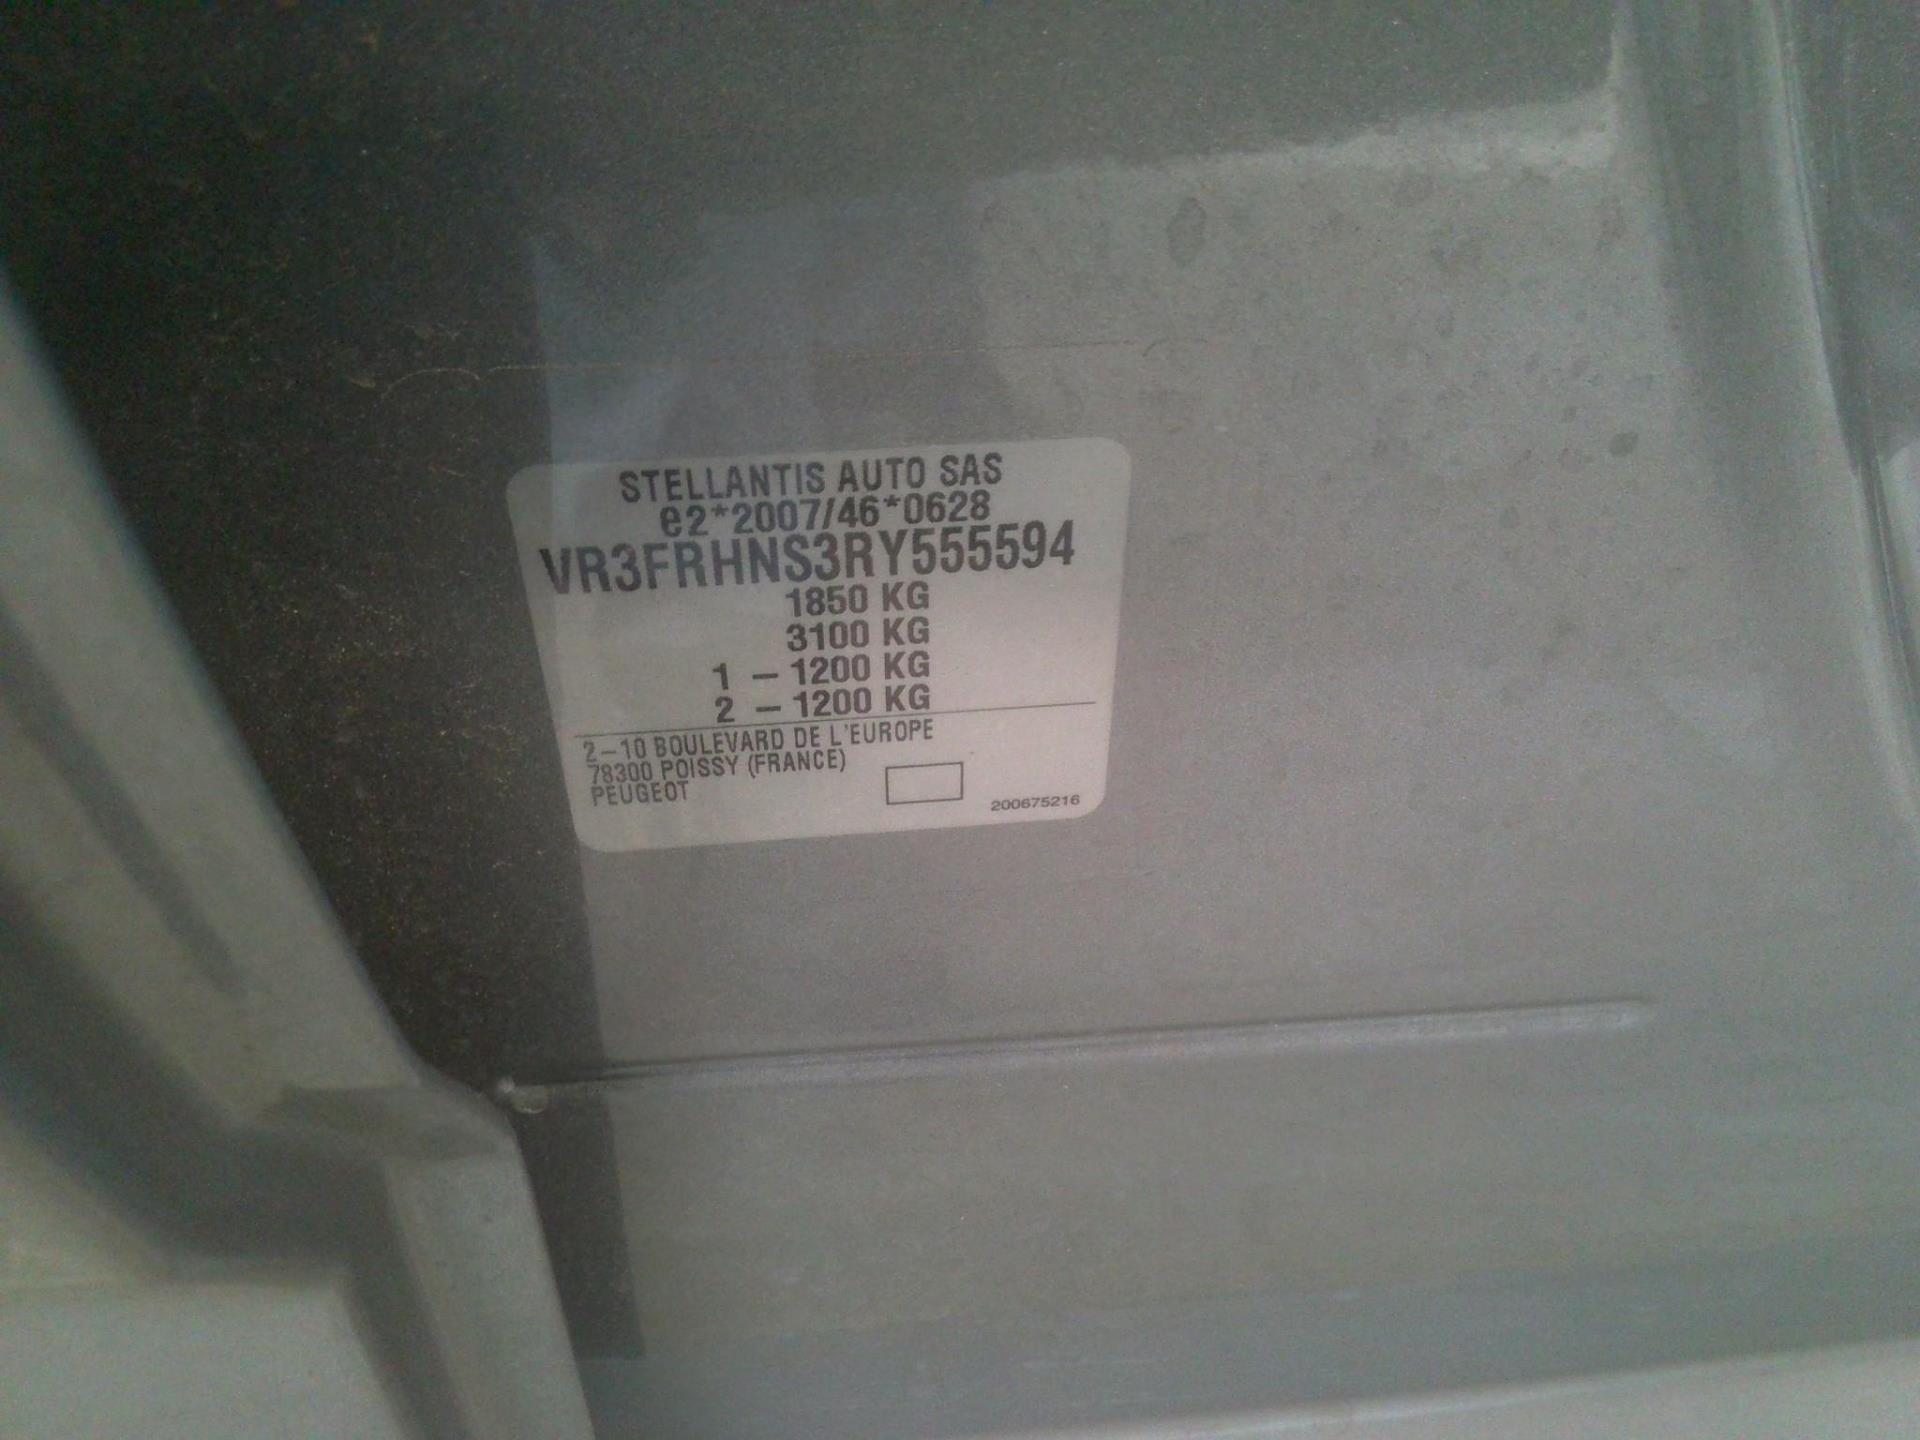 STELLANTIS AUTO SAS
e2*2007/46*0628
VR3FRHNS3RY555594
1850 KG
3100 KG
1 – 1200 KG
2 – 1200 KG
2–10 BOULEVARD DE L'EUROPE
78300 POISSY (FRANCE)
PEUGEOT
200675216